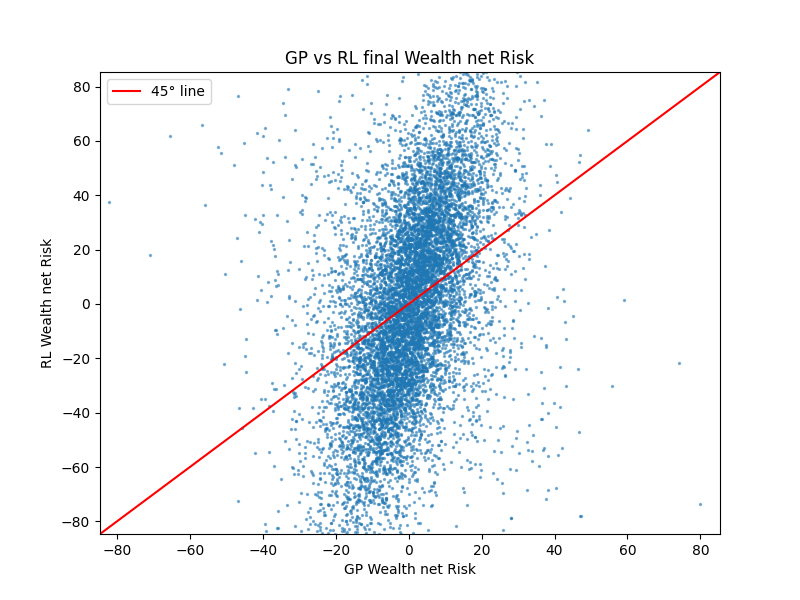 GP vs RL final Wealth net Risk
45° line
RL Wealth net Risk
80
60
40
20
0
−20
−40
−60
−80
−80 −60 −40 −20 0 20 40 60 80
GP Wealth net Risk